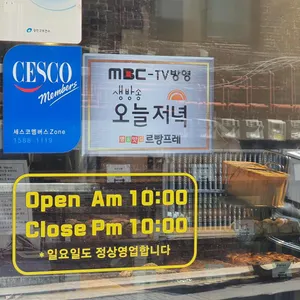 CESCO
Members
세스코멤버스Zone
1588-1119
MBC-TV방영
생방송
오늘저녁
르빵프레
Open Am 10:00
Close Pm 10:00
* 일요일도 정상영업합니다